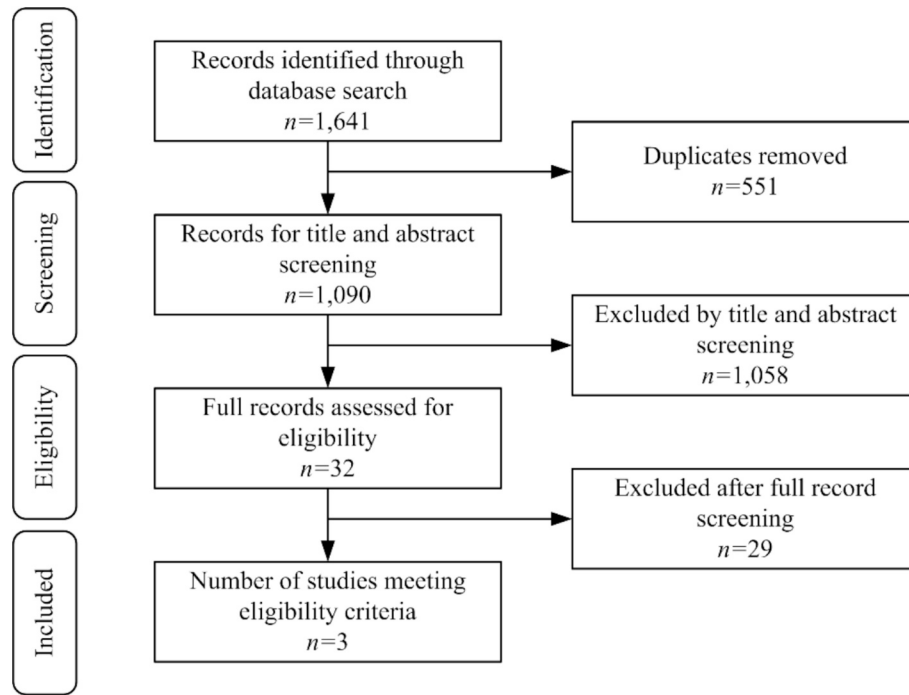 Identification
Records identified through
database search
n=1,641
Duplicates removed
n=551
Screening
Records for title and abstract
screening
n=1,090
Excluded by title and abstract
screening
n=1,058
Eligibility
Full records assessed for
eligibility
n=32
Excluded after full record
screening
n=29
Included
Number of studies meeting
eligibility criteria
n=3